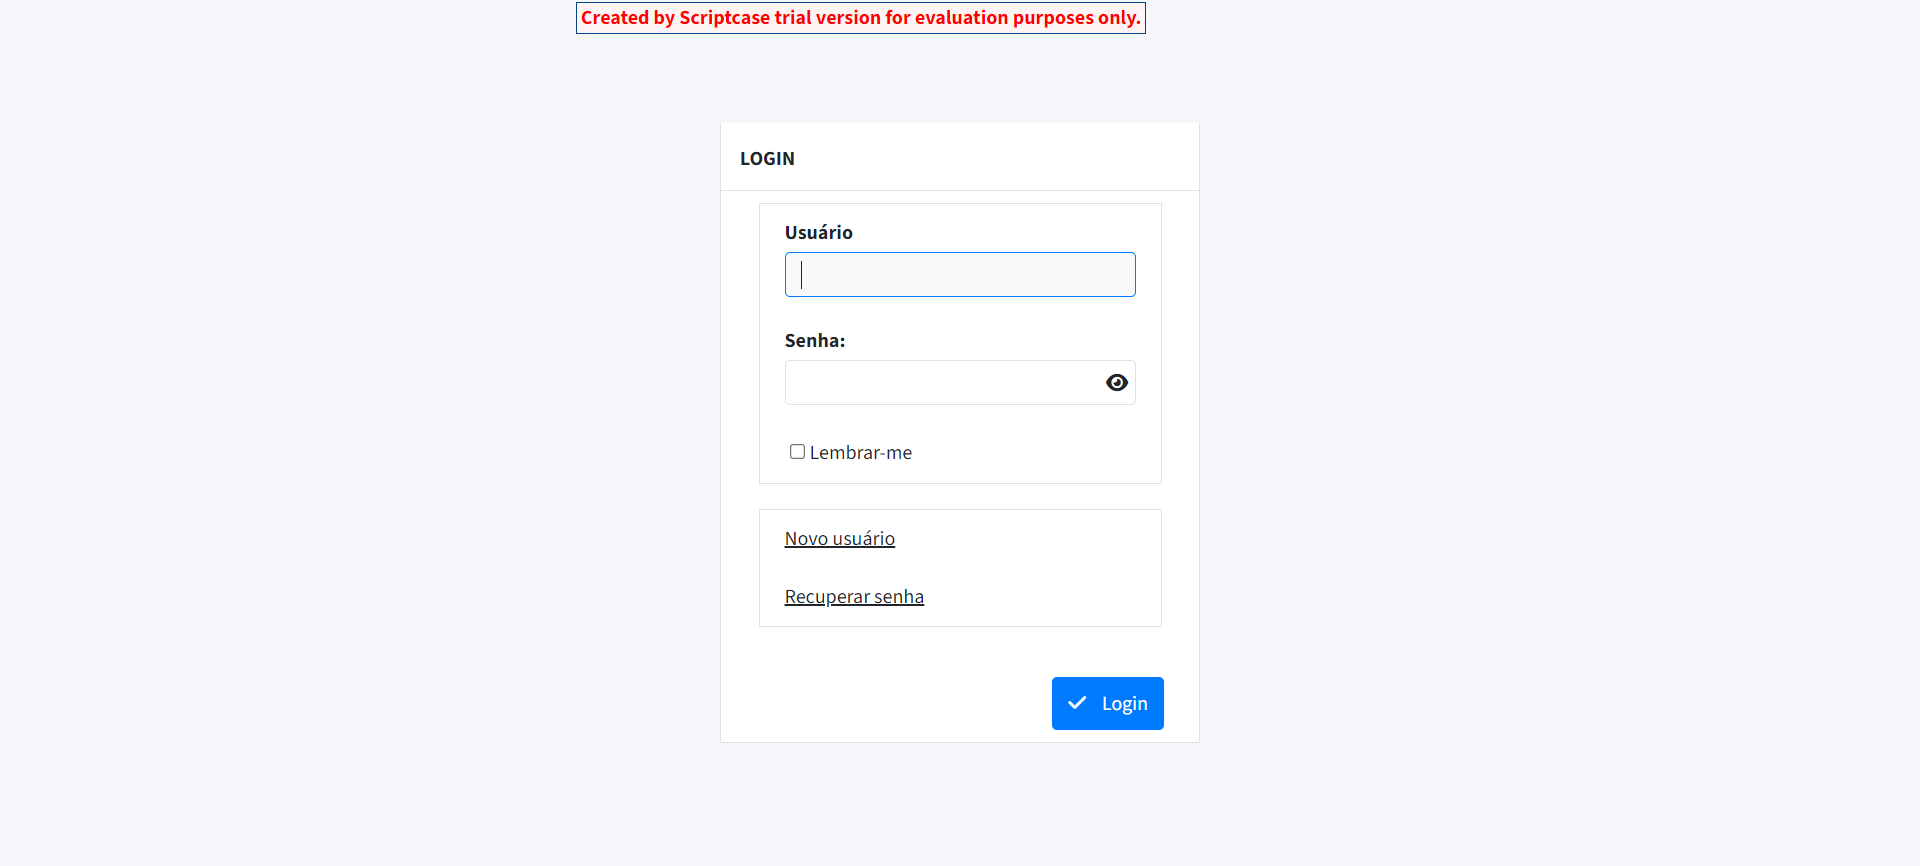 Created by Scriptcase trial version for evaluation purposes only.
LOGIN
Usuário
Senha:
Lembrar-me
Novo usuário
Recuperar senha
Login